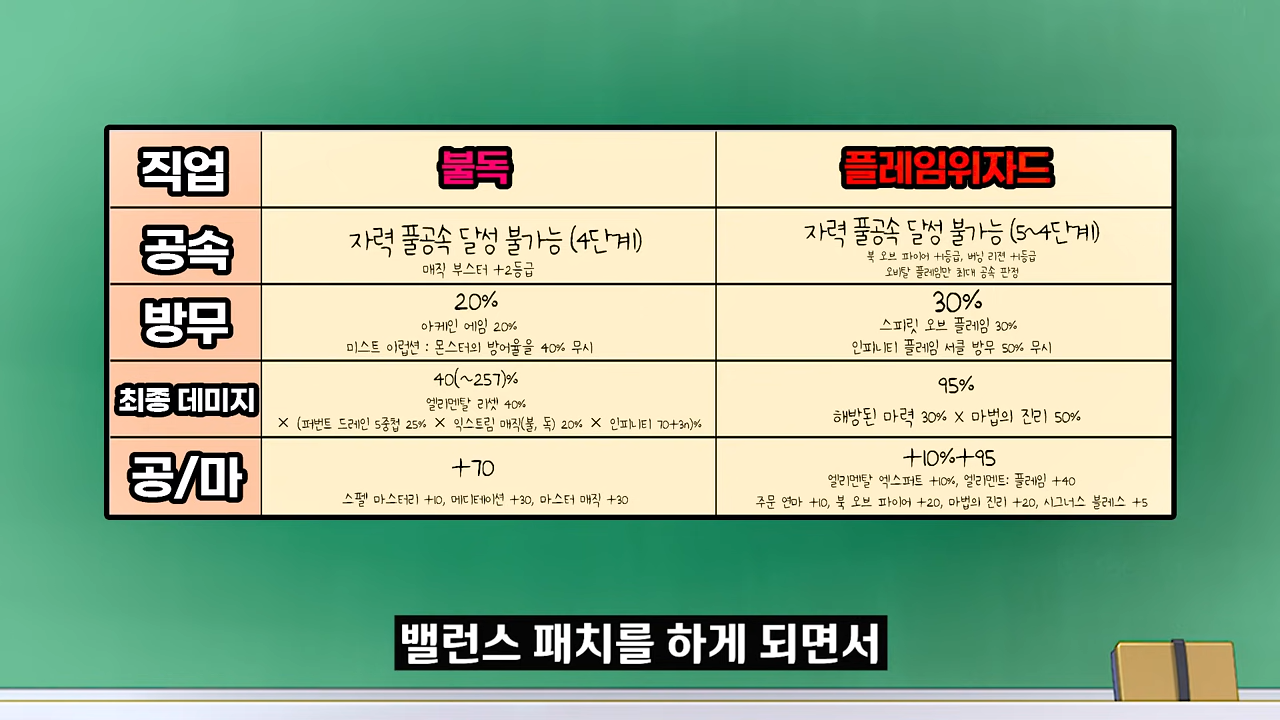 직업
불독
플레임위자드
공속
자력 풀공속 달성 불가능 (4단계)
매직 부스터 +2등급
자력 풀공속 달성 불가능 (5~4단계)
북 오브 파이어 +1등급, 버닝 리젼 +1등급
오비탈 플레임만 최대 공속 판정
방무
20%
아케인 에임 20%
미스트 이럽션 : 몬스터의 방어율을 40% 무시
30%
스피릿 오브 플레임 30%
인피니티 플레임 서클 방무 50% 무시
최종 데미지
40(~257)%
엘리멘탈 리셋 40%
× (퍼번트 드레인 5중첩 25% × 익스트림 매직(불, 독) 20% × 인피니티 70+3n)%
95%
해방된 마력 30% × 마법의 진리 50%
공/마
+70
스펠 마스터리 +10, 메디테이션 +30, 마스터 매직 +30
+10%+95
엘리멘탈 엑스퍼트 +10%, 엘리멘트: 플레임 +40
주문 연마 +10, 북 오브 파이어 +20, 마법의 진리 +20, 시그너스 블레스 +5
밸런스 패치를 하게 되면서